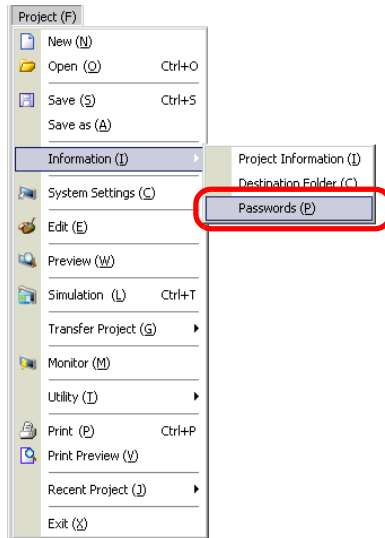 Project (F)
New (N)
Open (O) Ctrl+O
Save (S) Ctrl+S
Save as (A)
Information (I)
Project Information (I)
Destination Folder (C)
Passwords (P)
System Settings (C)
Edit (E)
Preview (W)
Simulation (L) Ctrl+T
Transfer Project (G)
Monitor (M)
Utility (T)
Print (P) Ctrl+P
Print Preview (V)
Recent Project (J)
Exit (X)